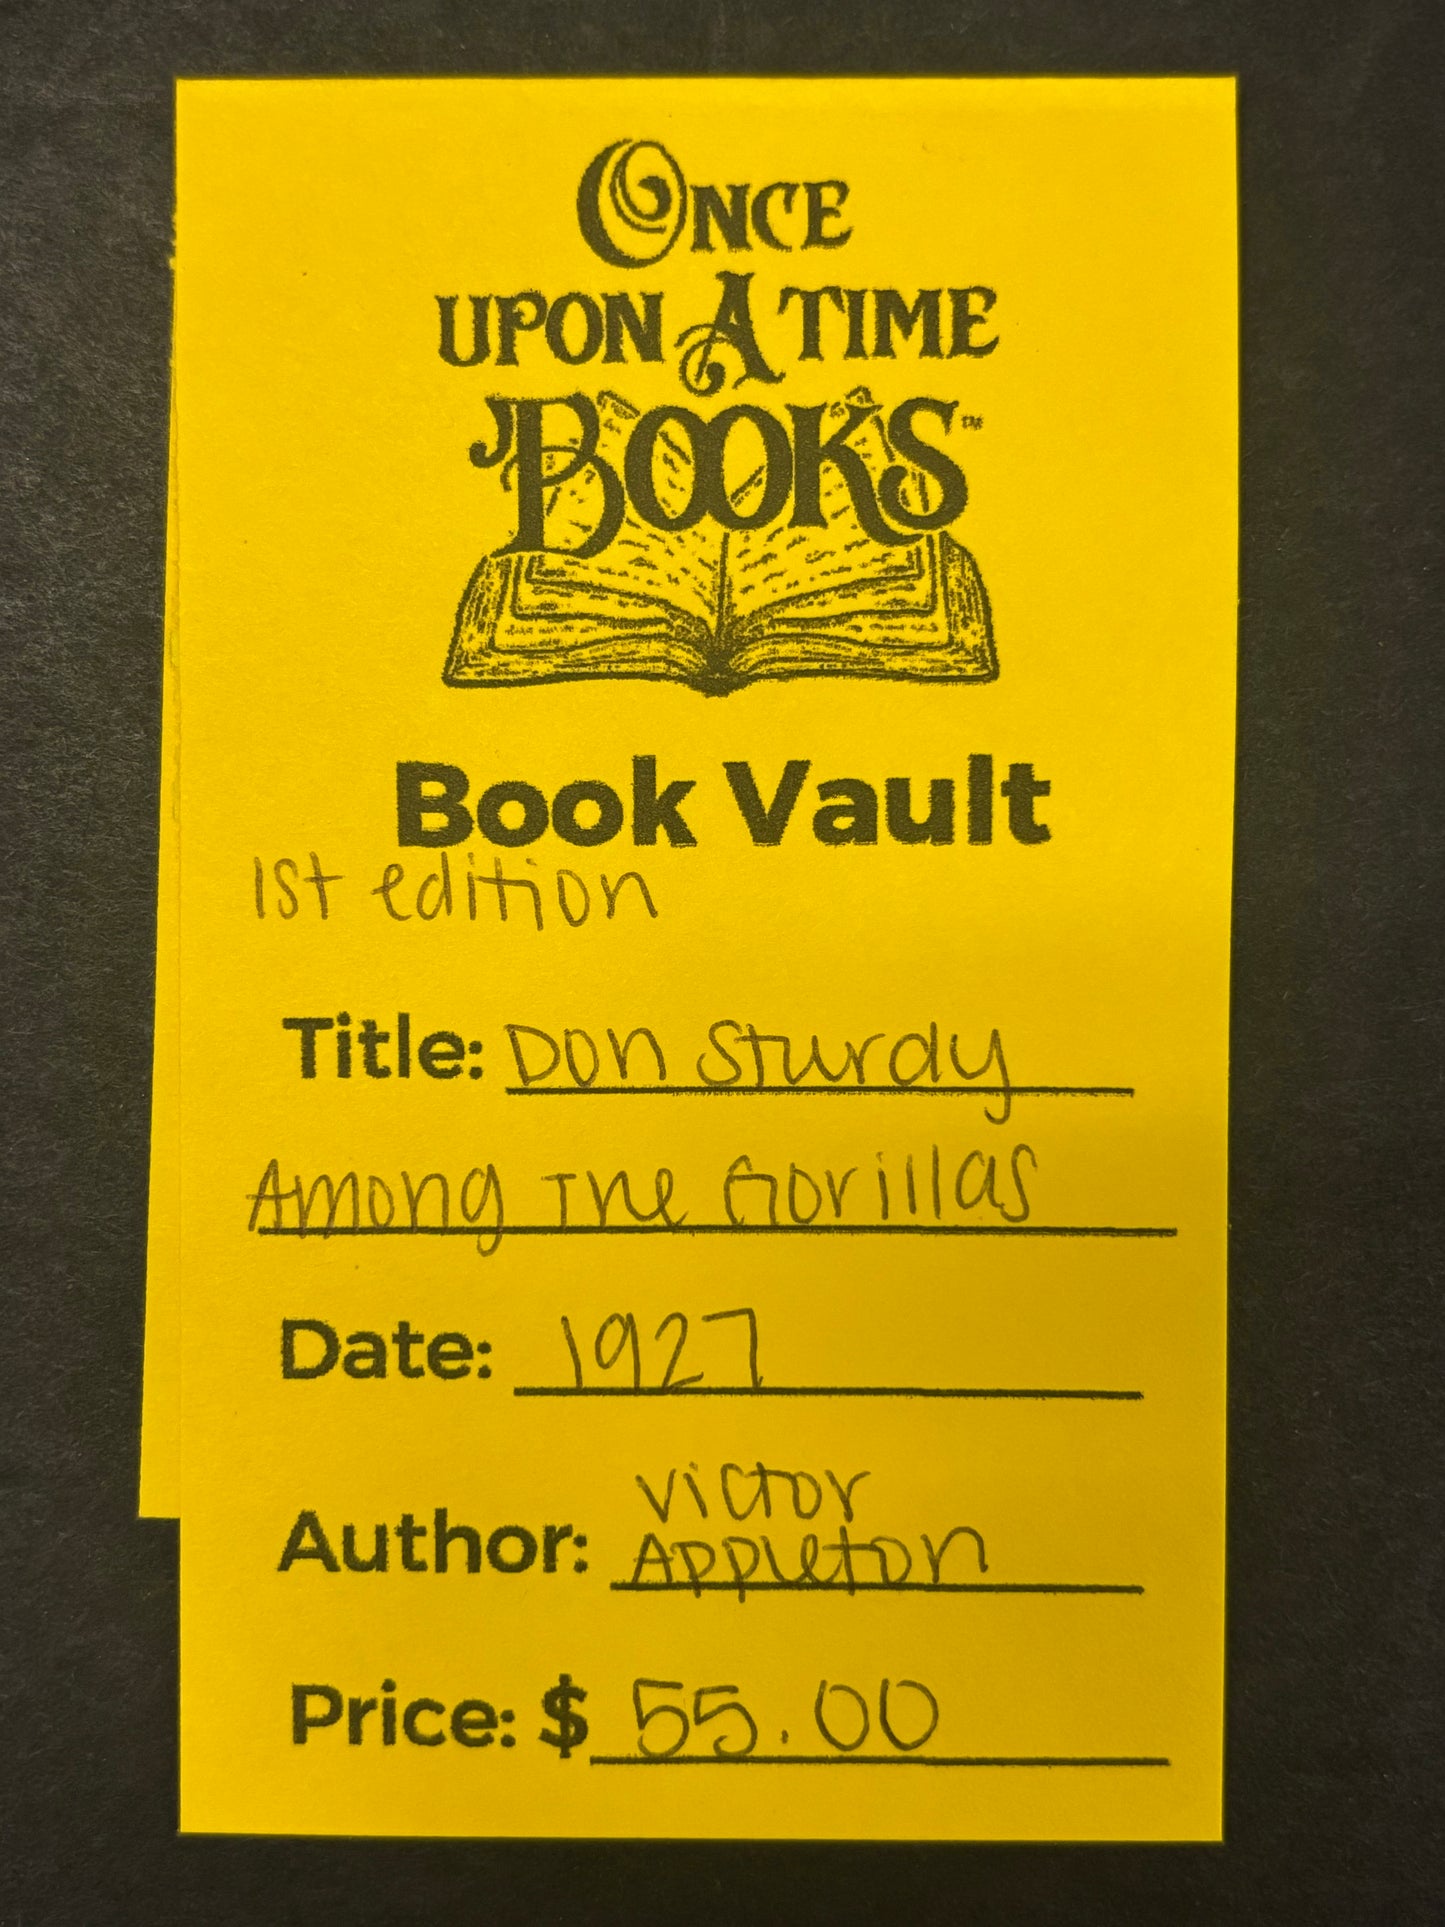 ONCE
UPON A TIME
BOOKS™
Book Vault
1st edition
Title: Don Sturdy
Among The Gorillas
Date: 1927
Victor
Author: Appleton
Price: $ 55.00